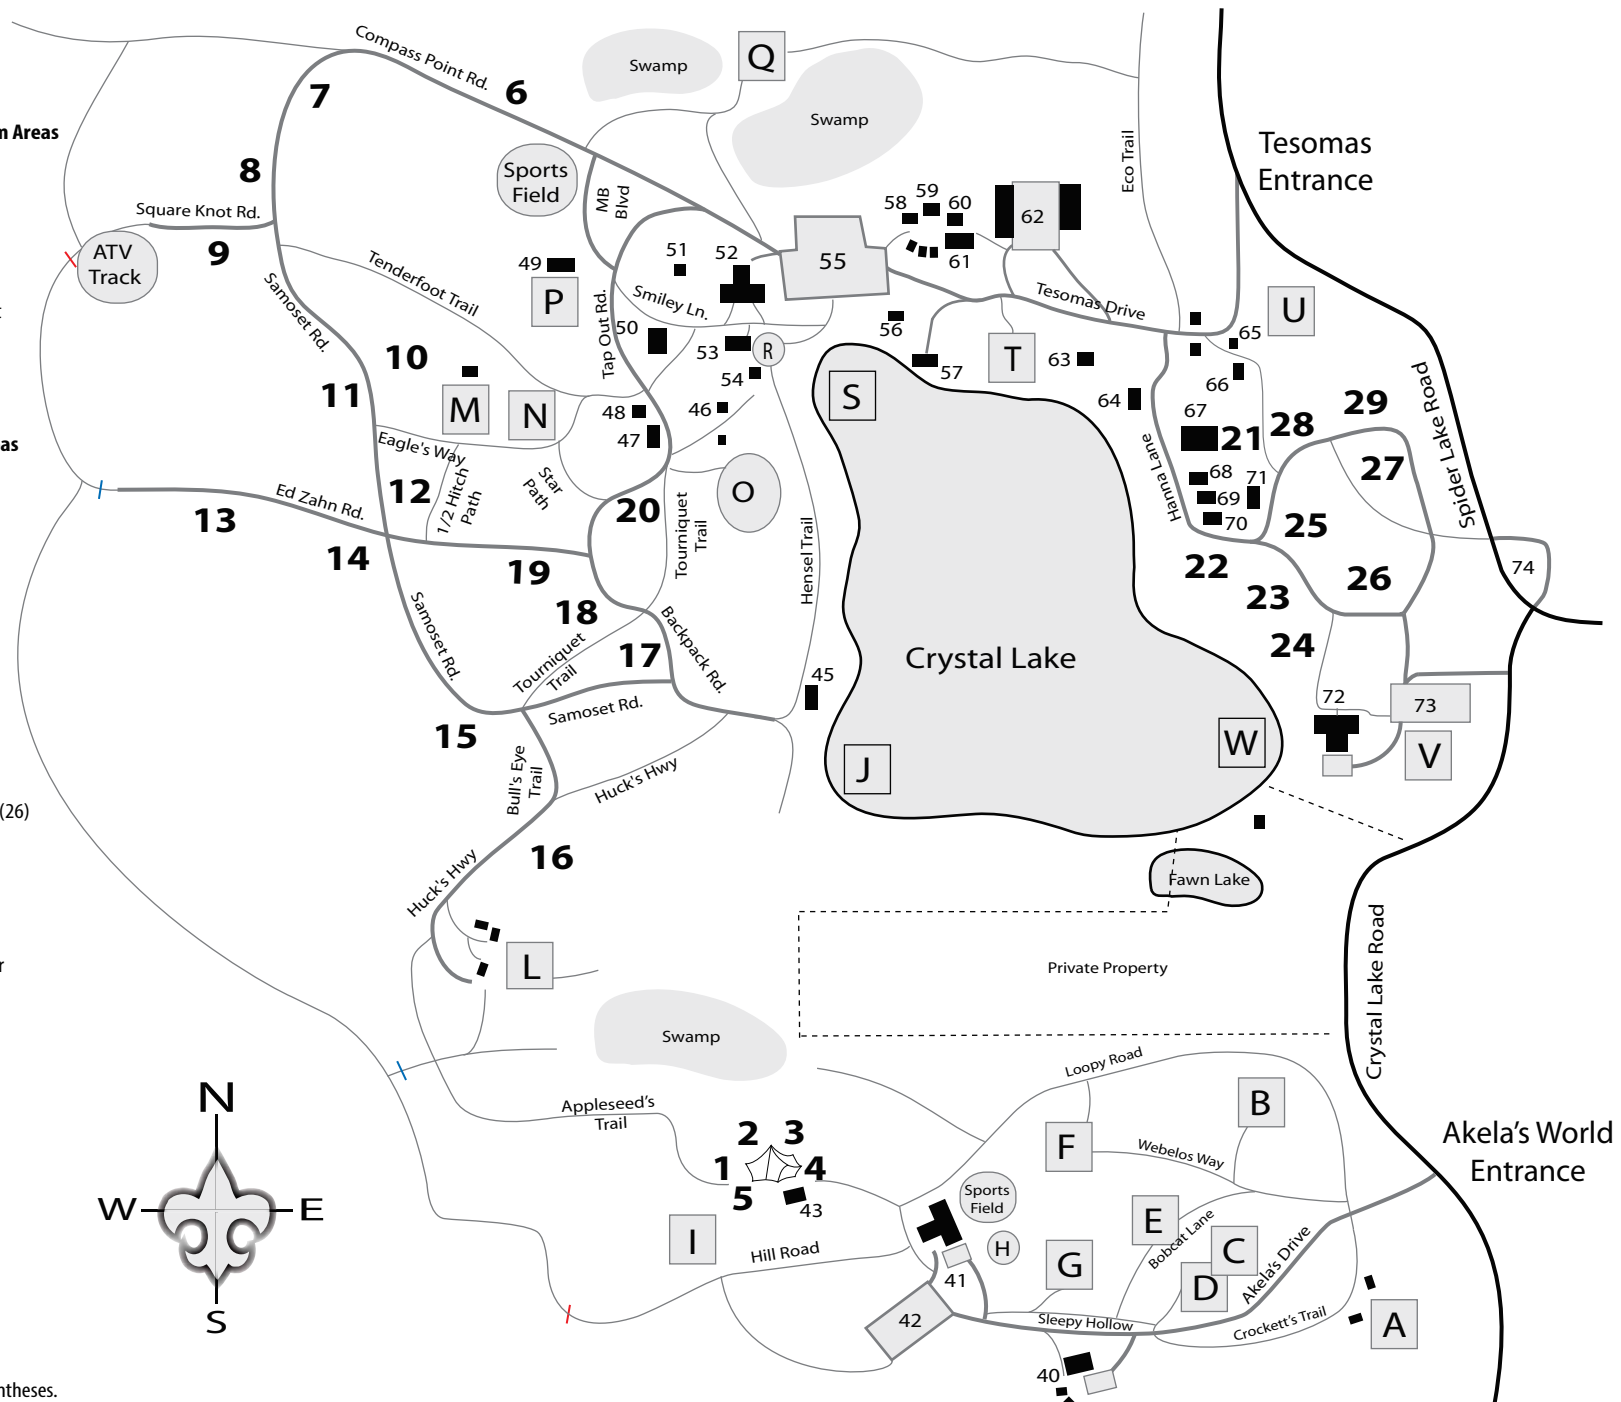 Compass Point Rd.
6
7
Swamp
Q
Swamp
m Areas
8
Sports
Field
MB
Blvd
Eco Trail
Tesomas
Entrance
Square Knot Rd.
9
ATV
Track
58
59
60
62
61
51
52
55
49
P
Tenderfoot Trail
Samoset Rd.
Smiley Ln.
Tap Out Rd.
50
53
R
54
56
57
Tesomas Drive
T
63
64
U
65
66
67
10
11
M
N
48
47
46
S
Hanna Lane
21
28
29
27
Spider Lake Road
68
69
70
71
as
Eagle's Way
12
1/2 Hitch
Path
Star
Path
20
O
Tourniquet
Trail
Hensel Trail
Ed Zahn Rd.
13
14
19
18
22
23
24
25
26
74
Samoset Rd.
Tourniquet
Trail
17
Backpack Rd.
45
Crystal Lake
15
Samoset Rd.
Bull's Eye
Trail
Huck's Hwy
J
W
72
73
V
(26)
16
Huck's Hwy
Fawn Lake
L
r
Private Property
Crystal Lake Road
Swamp
Loopy Road
Appleseed's
Trail
N
W
E
S
2
3
1
4
5
43
I
Hill Road
B
F
Webelos Way
Akela's World
Entrance
Sports
Field
H
E
Bobcat Lane
C
D
G
Akela's Drive
41
42
Sleepy Hollow
Crockett's Trail
A
40
ntheses.